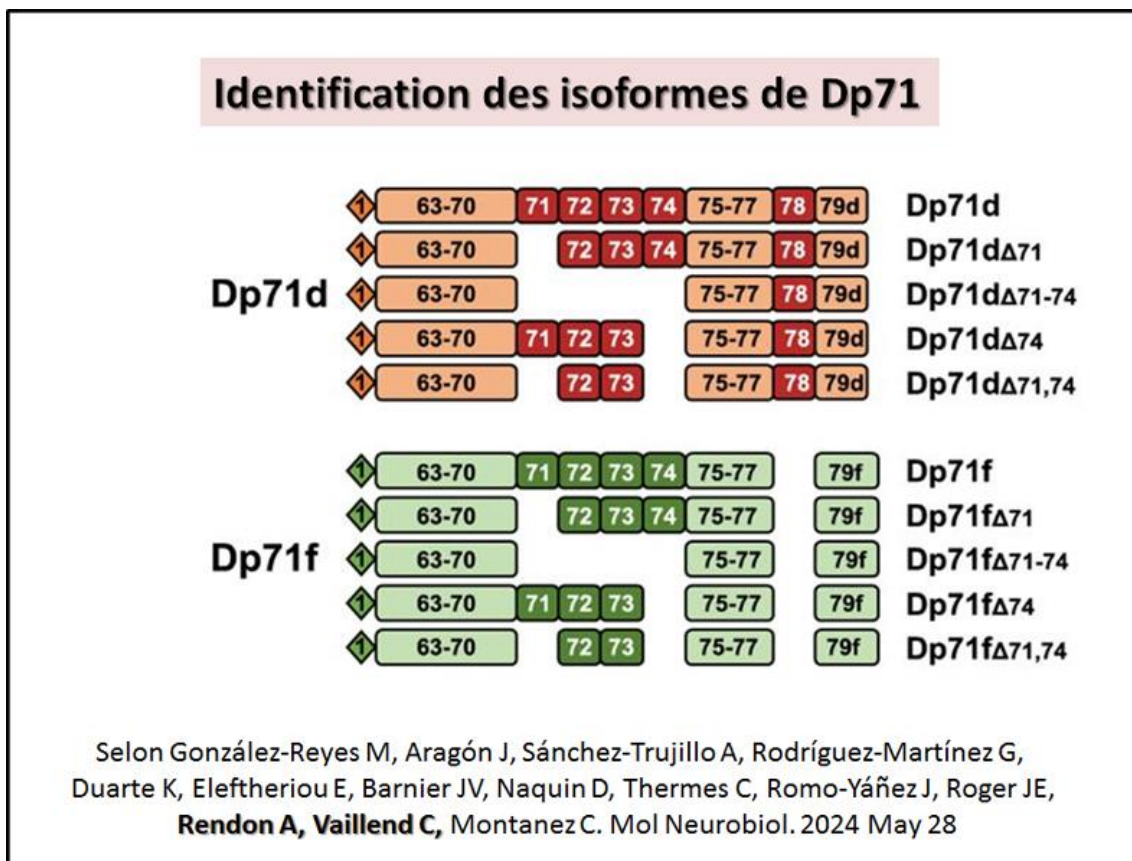 Identification des isoformes de Dp71
1 63-70 71 72 73 74 75-77 78 79d Dp71d
1 63-70 72 73 74 75-77 78 79d Dp71dΔ71
Dp71d 1 63-70 75-77 78 79d Dp71dΔ71-74
1 63-70 71 72 73 75-77 78 79d Dp71dΔ74
1 63-70 72 73 75-77 78 79d Dp71dΔ71,74
1 63-70 71 72 73 74 75-77 79f Dp71f
1 63-70 72 73 74 75-77 79f Dp71fΔ71
Dp71f 1 63-70 75-77 79f Dp71fΔ71-74
1 63-70 71 72 73 75-77 79f Dp71fΔ74
1 63-70 72 73 75-77 79f Dp71fΔ71,74
Selon González-Reyes M, Aragón J, Sánchez-Trujillo A, Rodríguez-Martínez G,
Duarte K, Eleftheriou E, Barnier JV, Naquin D, Thermes C, Romo-Yáñez J, Roger JE,
Rendon A, Vaillend C, Montanez C. Mol Neurobiol. 2024 May 28